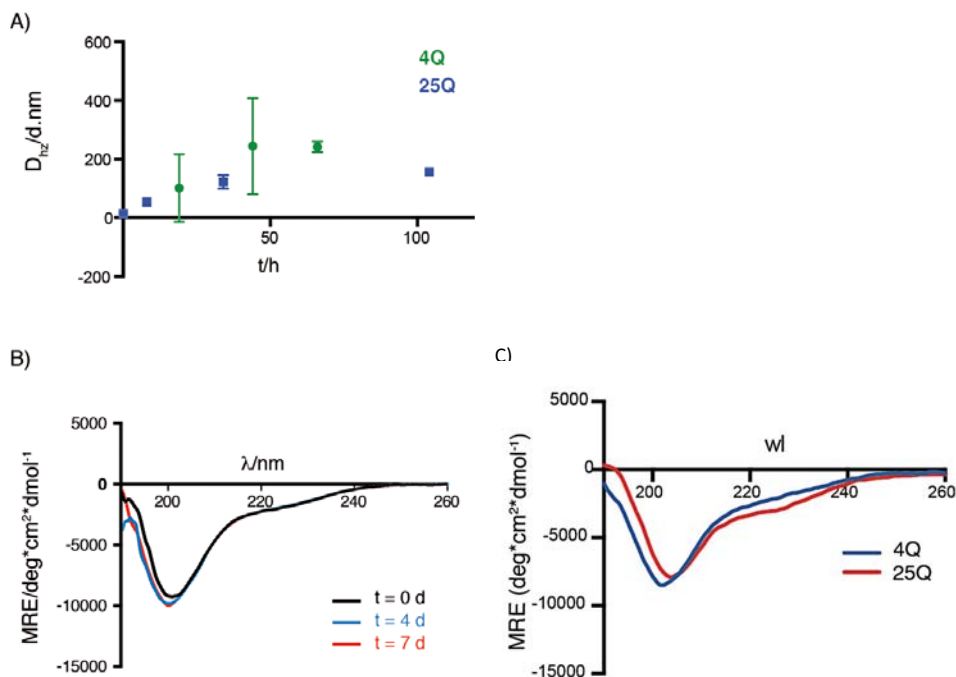 A)
600
400
200
0
-200
D_hz/d.nm
50
100
t/h
4Q
25Q
B)
5000
0
-5000
-10000
-15000
MRE/deg*cm²*dmol⁻¹
λ/nm
200
220
240
260
t = 0 d
t = 4 d
t = 7 d
C)
5000
0
-5000
-10000
-15000
MRE (deg*cm²*dmol⁻¹)
wl
200
220
240
260
4Q
25Q